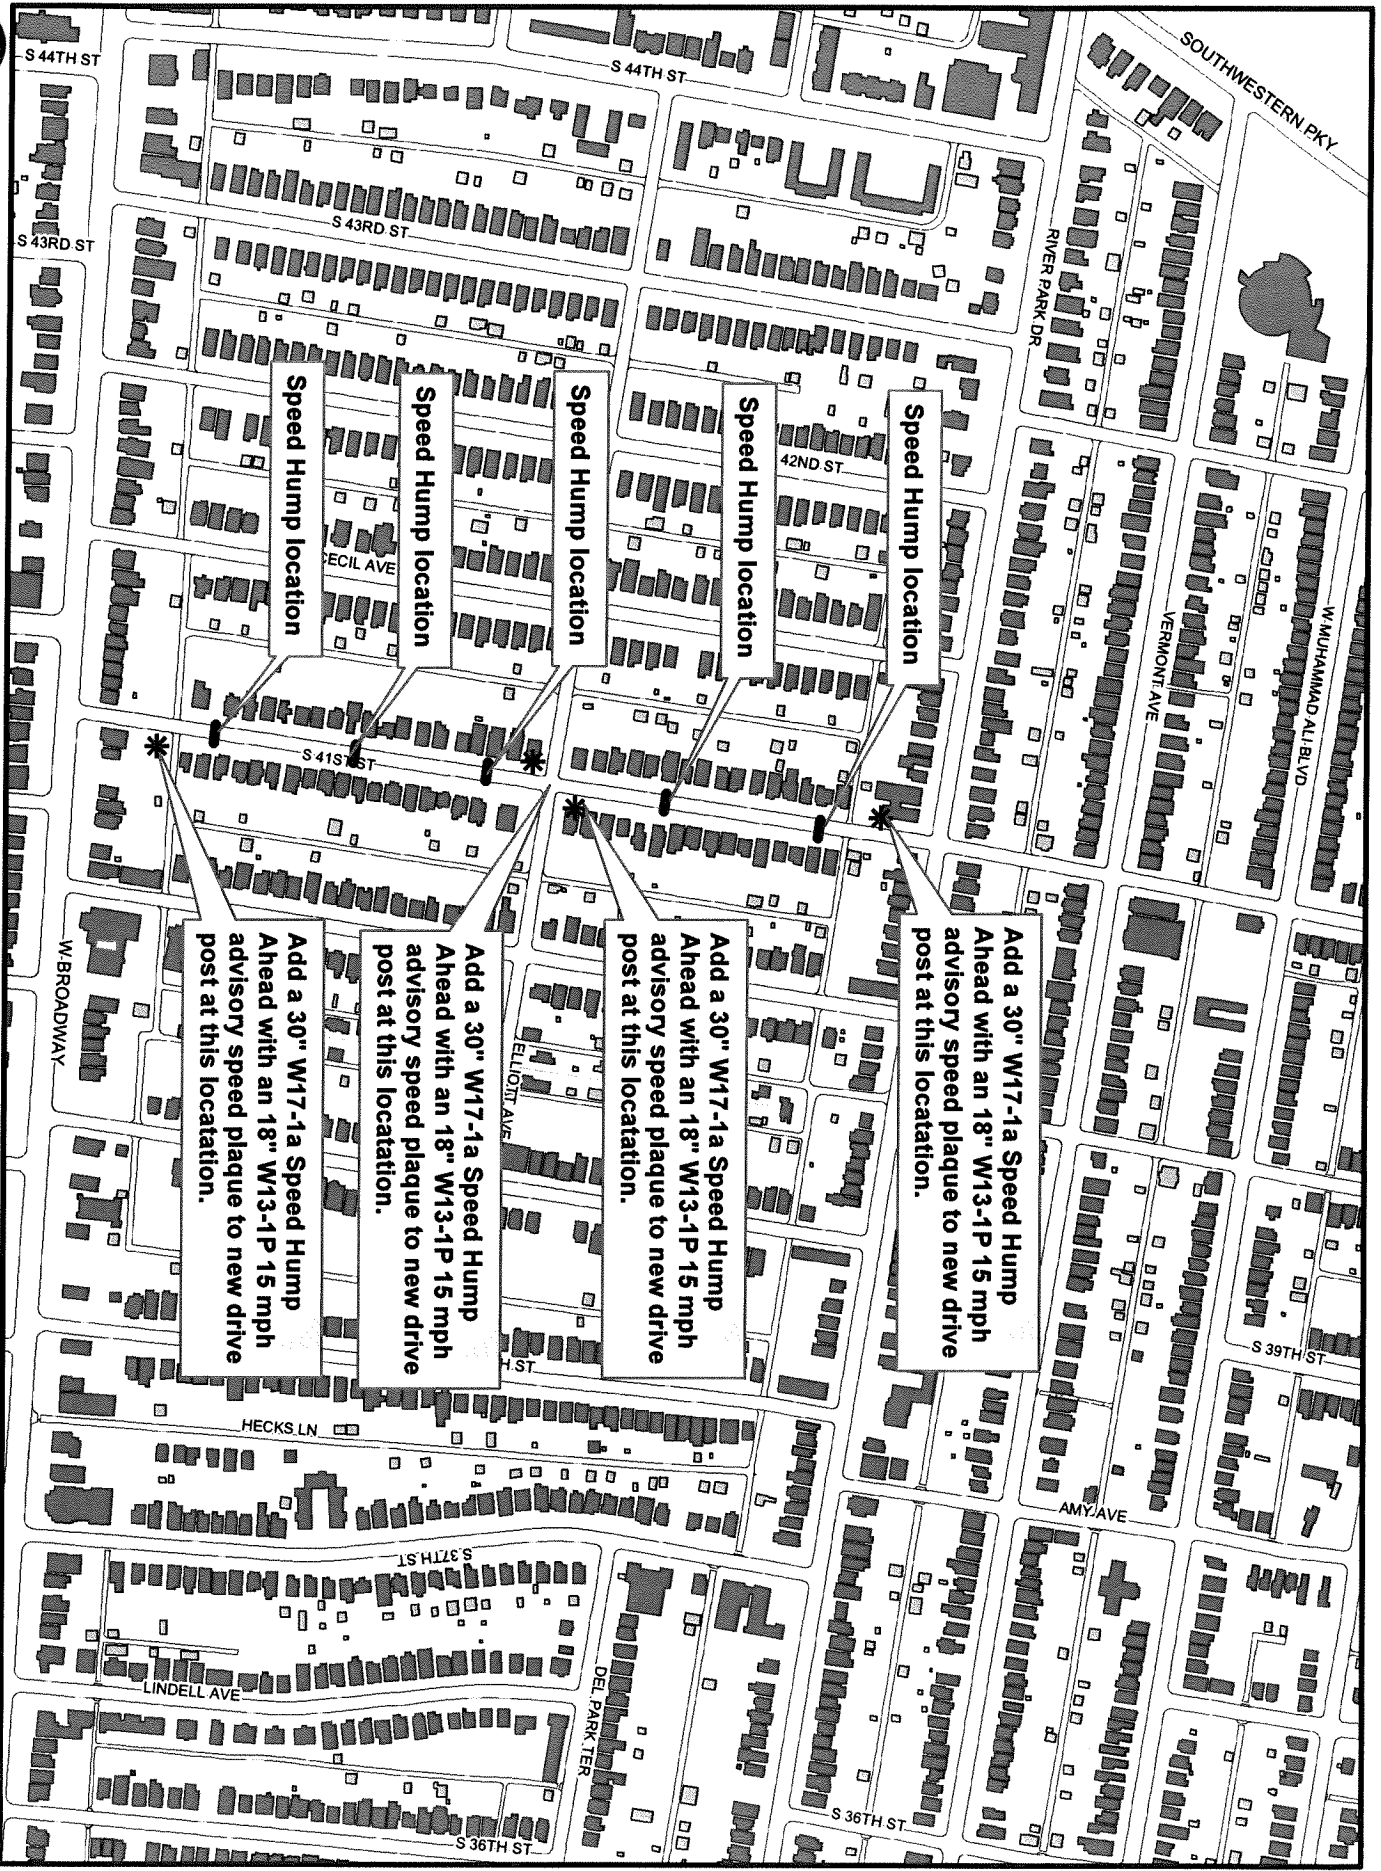 SOUTHWESTERN PKY
S 44TH ST
S 44TH ST
S 43RD ST
S 43RD ST
RIVER PARK DR
42ND ST
CECIL AVE
VERMONT AVE
W MUHAMMAD ALI BLVD
S 41ST ST
Speed Hump location
Speed Hump location
Speed Hump location
Speed Hump location
Speed Hump location
Add a 30" W17-1a Speed Hump
Ahead with an 18" W13-1P 15 mph
advisory speed plaque to new drive
post at this locatation.
Add a 30" W17-1a Speed Hump
Ahead with an 18" W13-1P 15 mph
advisory speed plaque to new drive
post at this locatation.
Add a 30" W17-1a Speed Hump
Ahead with an 18" W13-1P 15 mph
advisory speed plaque to new drive
post at this locatation.
Add a 30" W17-1a Speed Hump
Ahead with an 18" W13-1P 15 mph
advisory speed plaque to new drive
post at this locatation.
W BROADWAY
ELLIOTT AVE
H ST
S 39TH ST
HECKS LN
AMY AVE
S 37TH ST
LINDELL AVE
DEL PARK TER
S 36TH ST
S 36TH ST